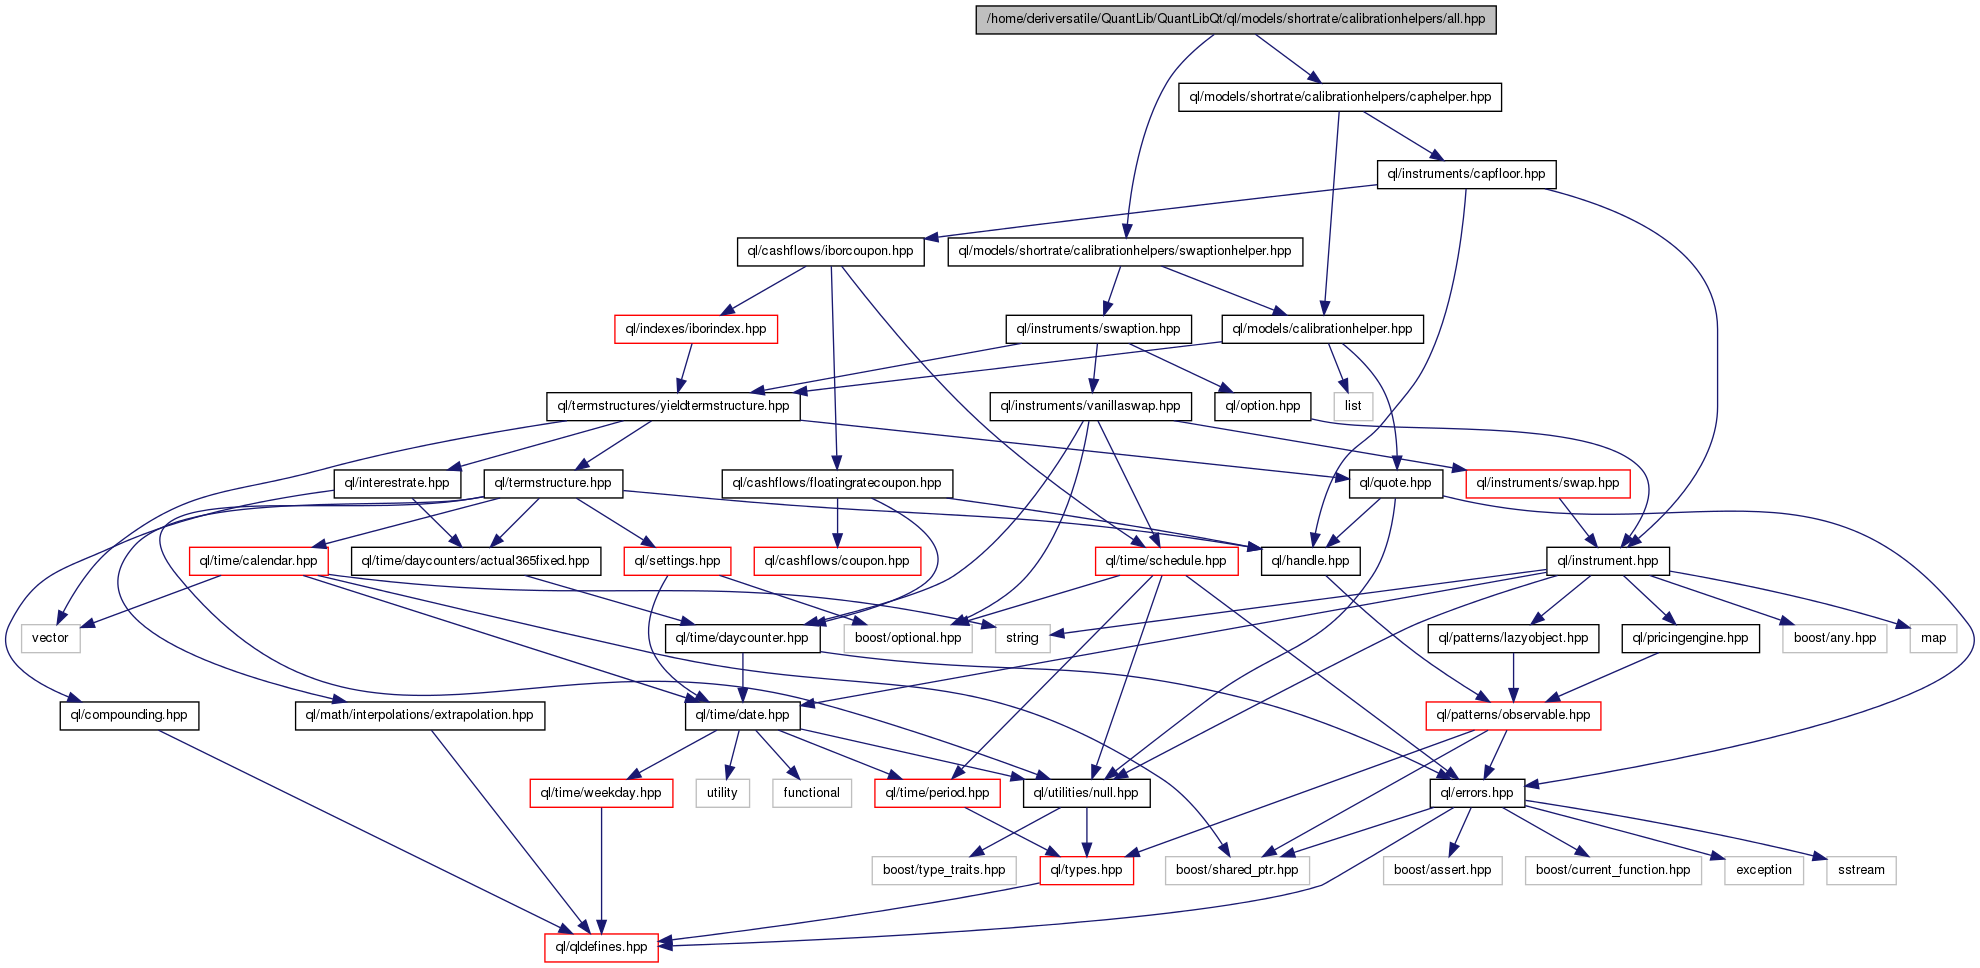 /home/deriversatile/QuantLib/QuantLibQt/ql/models/shortrate/calibrationhelpers/all.hpp
ql/models/shortrate/calibrationhelpers/caphelper.hpp
ql/instruments/capfloor.hpp
ql/cashflows/iborcoupon.hpp
ql/models/shortrate/calibrationhelpers/swaptionhelper.hpp
ql/indexes/iborindex.hpp
ql/instruments/swaption.hpp
ql/models/calibrationhelper.hpp
ql/termstructures/yieldtermstructure.hpp
ql/instruments/vanillaswap.hpp
ql/option.hpp
list
ql/interestrate.hpp
ql/termstructure.hpp
ql/cashflows/floatingratecoupon.hpp
ql/quote.hpp
ql/instruments/swap.hpp
ql/time/calendar.hpp
ql/time/daycounters/actual365fixed.hpp
ql/settings.hpp
ql/cashflows/coupon.hpp
ql/time/schedule.hpp
ql/handle.hpp
ql/instrument.hpp
vector
ql/time/daycounter.hpp
boost/optional.hpp
string
ql/patterns/lazyobject.hpp
ql/pricingengine.hpp
boost/any.hpp
map
ql/compounding.hpp
ql/math/interpolations/extrapolation.hpp
ql/time/date.hpp
ql/patterns/observable.hpp
ql/time/weekday.hpp
utility
functional
ql/time/period.hpp
ql/utilities/null.hpp
ql/errors.hpp
boost/type_traits.hpp
ql/types.hpp
boost/shared_ptr.hpp
boost/assert.hpp
boost/current_function.hpp
exception
sstream
ql/qldefines.hpp